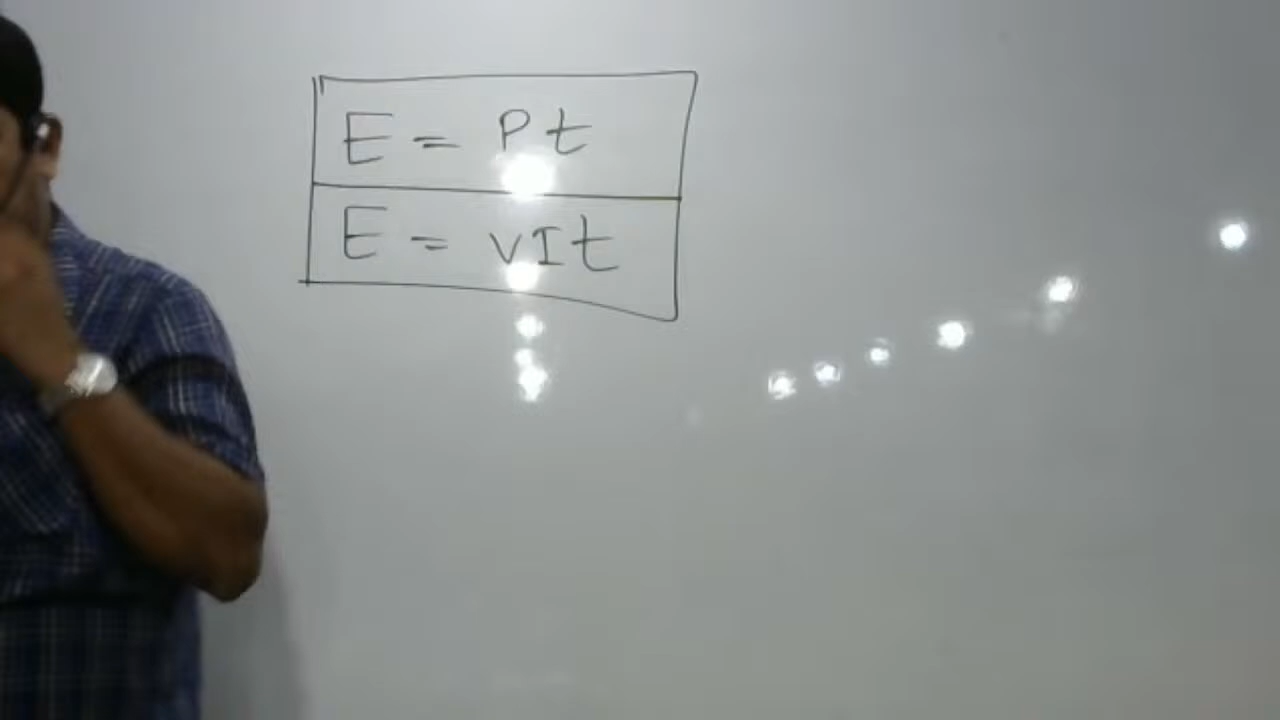 E = Pt
E = VIt